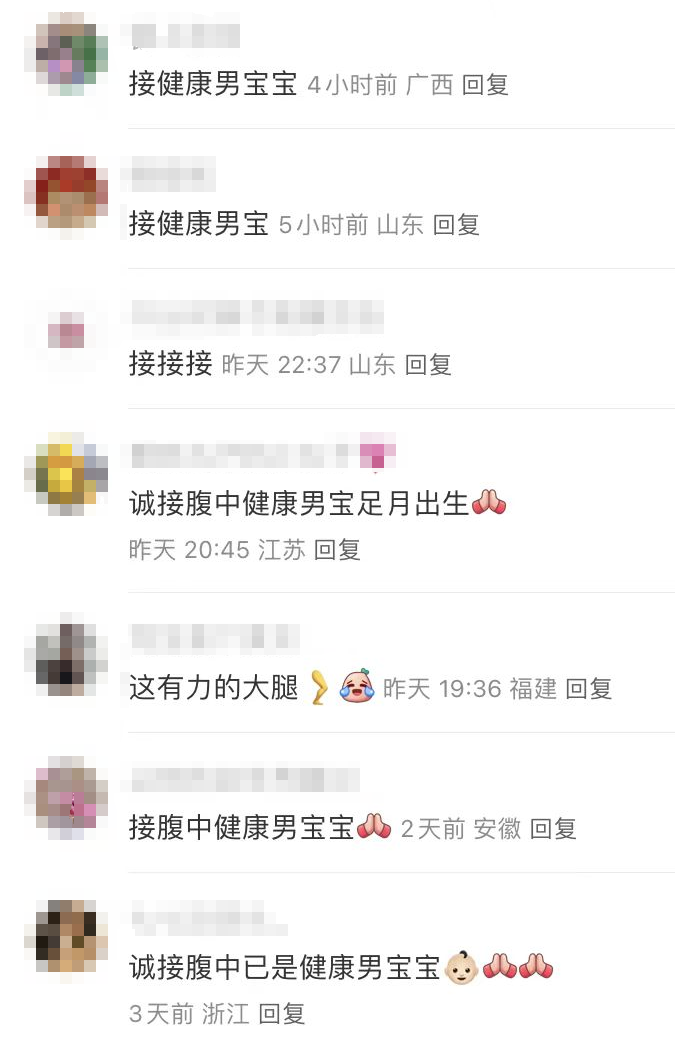 接健康男宝宝 4小时前 广西 回复
接健康男宝 5小时前 山东 回复
接接接 昨天 22:37 山东 回复
诚接腹中健康男宝足月出生
昨天 20:45 江苏 回复
这有力的大腿 昨天 19:36 福建 回复
接腹中健康男宝宝 2天前 安徽 回复
诚接腹中已是健康男宝宝
3天前 浙江 回复